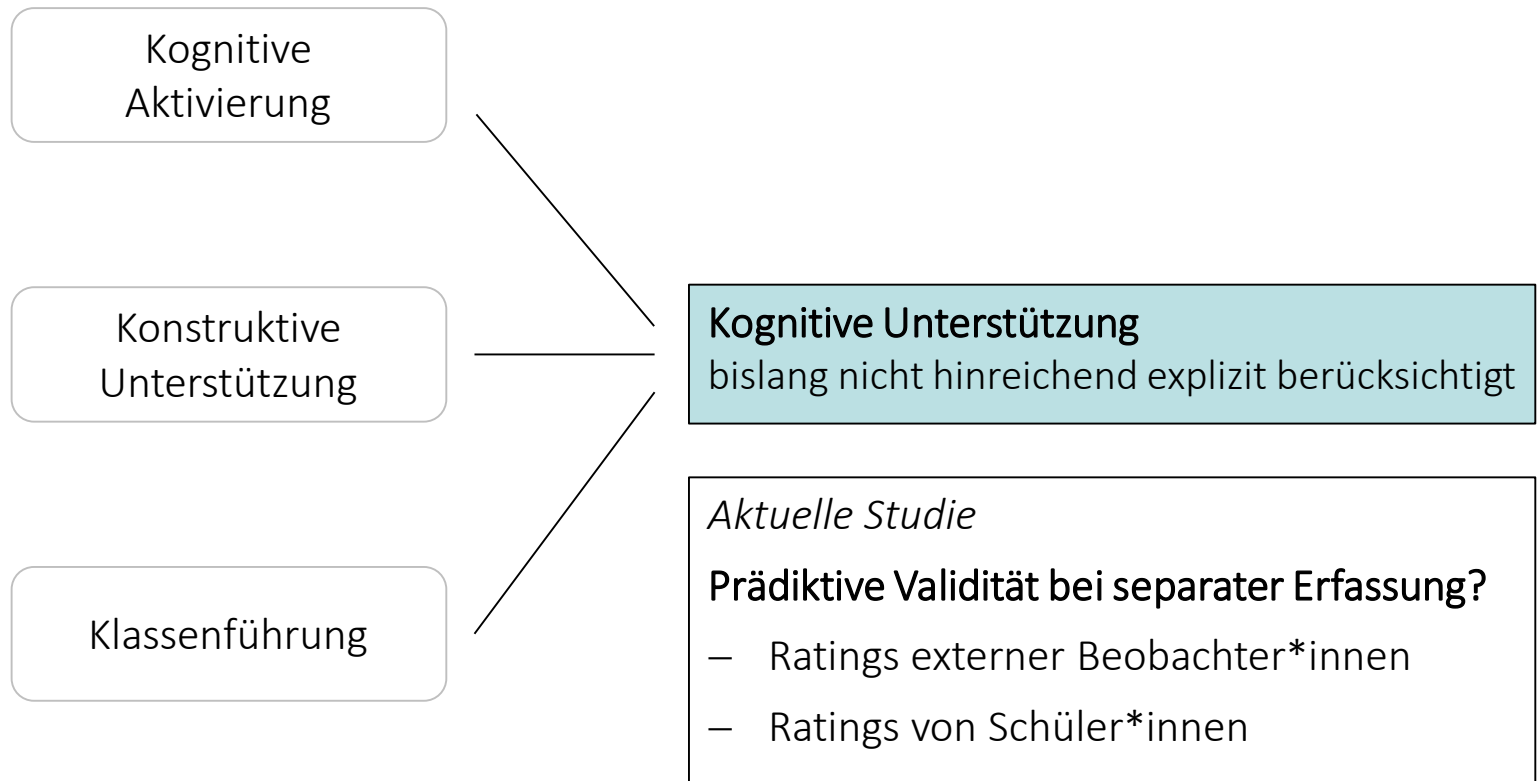 Kognitive
Aktivierung
Konstruktive
Unterstützung
Klassenführung
Kognitive Unterstützung
bislang nicht hinreichend explizit berücksichtigt
Aktuelle Studie
Prädiktive Validität bei separater Erfassung?
– Ratings externer Beobachter*innen
– Ratings von Schüler*innen